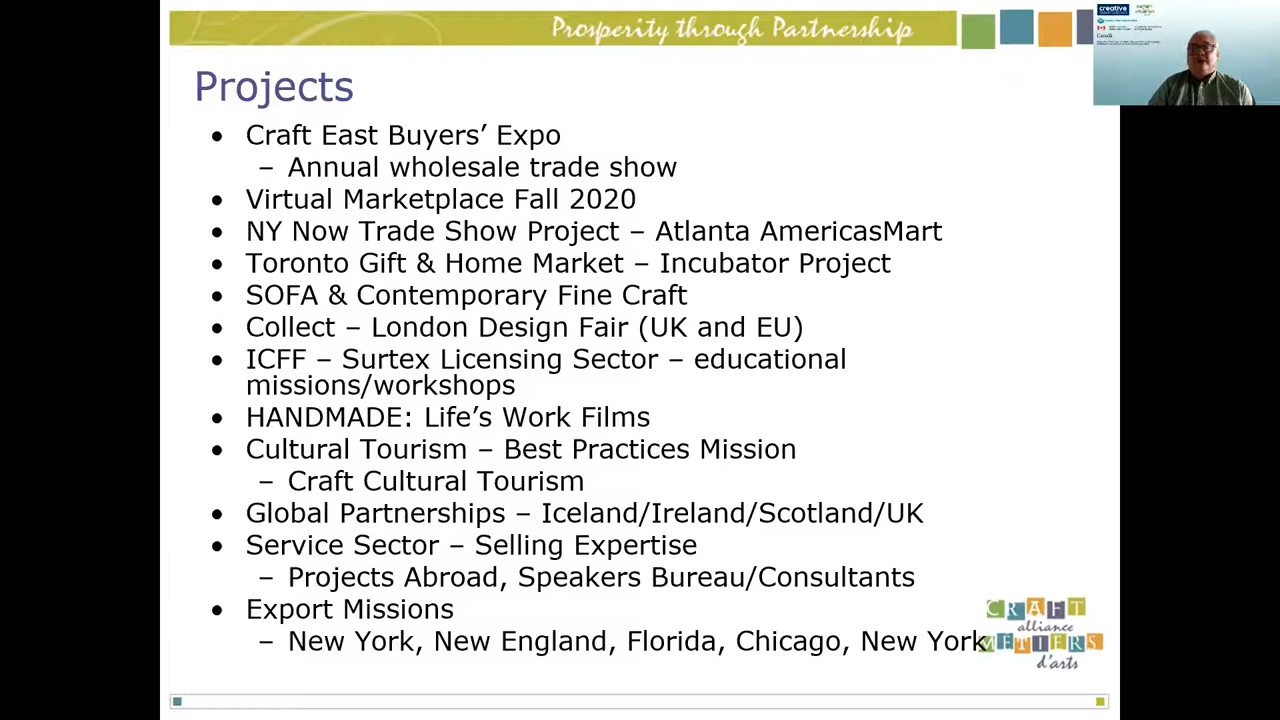 Prosperity through Partnership
creative
Canada
Projects
• Craft East Buyers’ Expo
– Annual wholesale trade show
• Virtual Marketplace Fall 2020
• NY Now Trade Show Project – Atlanta AmericasMart
• Toronto Gift & Home Market – Incubator Project
• SOFA & Contemporary Fine Craft
• Collect – London Design Fair (UK and EU)
• ICFF – Surtex Licensing Sector – educational
missions/workshops
• HANDMADE: Life’s Work Films
• Cultural Tourism – Best Practices Mission
– Craft Cultural Tourism
• Global Partnerships – Iceland/Ireland/Scotland/UK
• Service Sector – Selling Expertise
– Projects Abroad, Speakers Bureau/Consultants
• Export Missions
– New York, New England, Florida, Chicago, New York
CRAFT
alliance
METIERS
d'arts